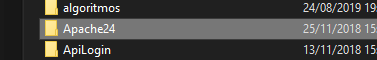 algoritmos 24/08/2019 19
Apache24 25/11/2018 15
ApiLogin 13/11/2018 15